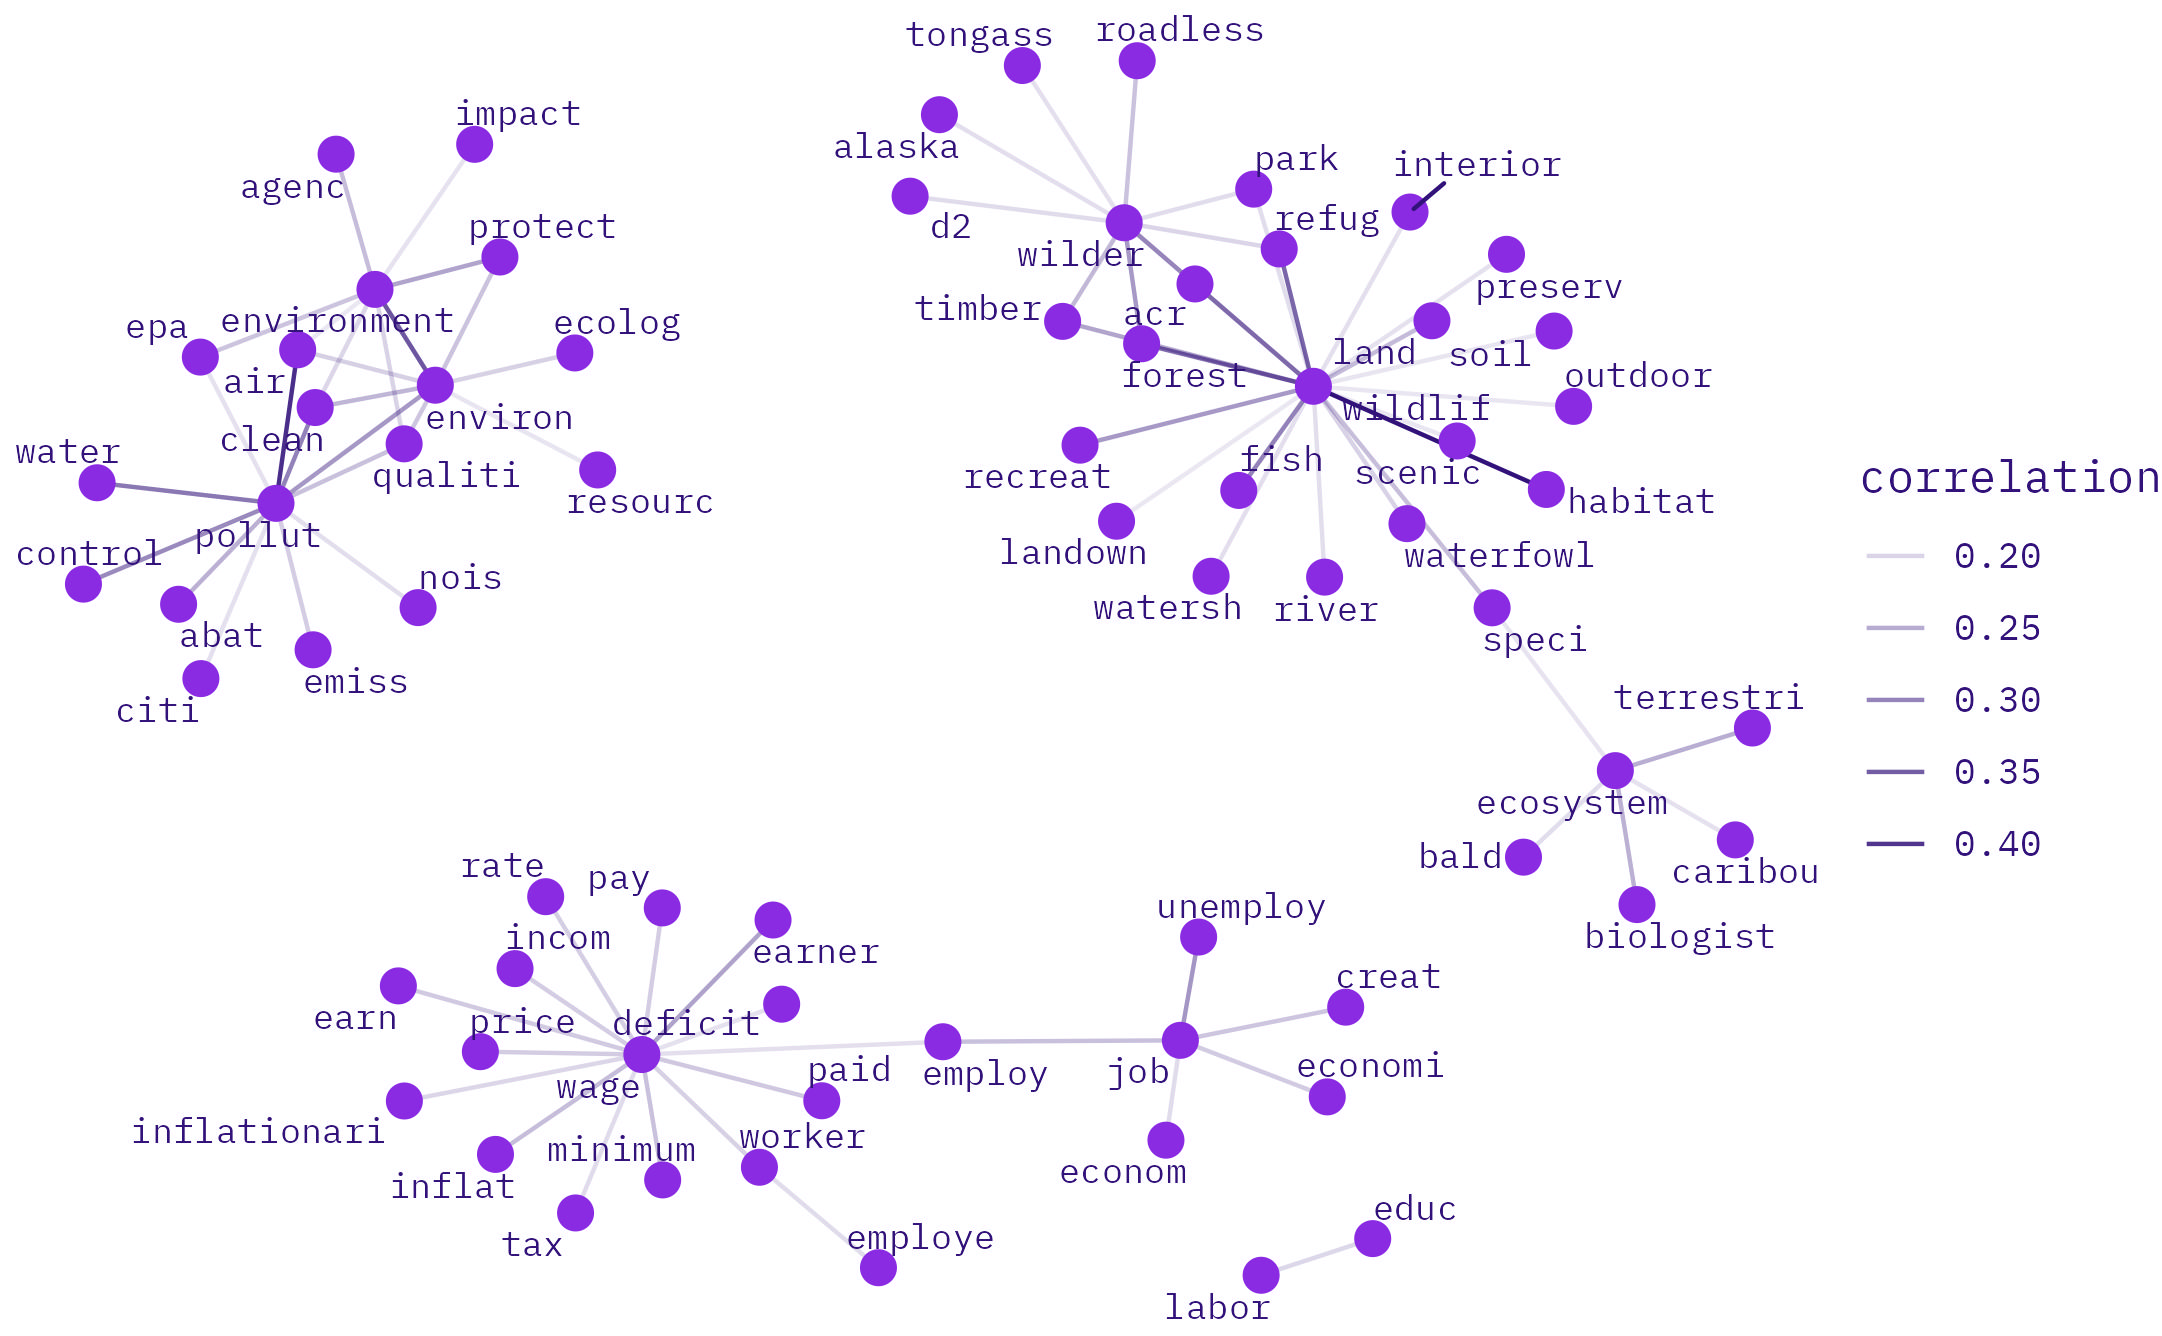 tongass
roadless
impact
alaska
park
interior
agenc
refug
protect
d2
wilder
preserv
timber
acr
environment
epa
ecolog
land
soil
air
forest
outdoor
wildlif
environ
clean
water
qualiti
recreat
fish
scenic
correlation
resourc
habitat
pollut
control
landown
waterfowl
0.20
nois
watersh
river
abat
speci
0.25
emiss
citi
terrestri
0.30
0.35
ecosystem
0.40
rate
pay
bald
caribou
unemploy
incom
earner
biologist
creat
earn
price
deficit
wage
paid
employ
job
economi
inflationari
minimum
worker
econom
inflat
tax
employe
educ
labor